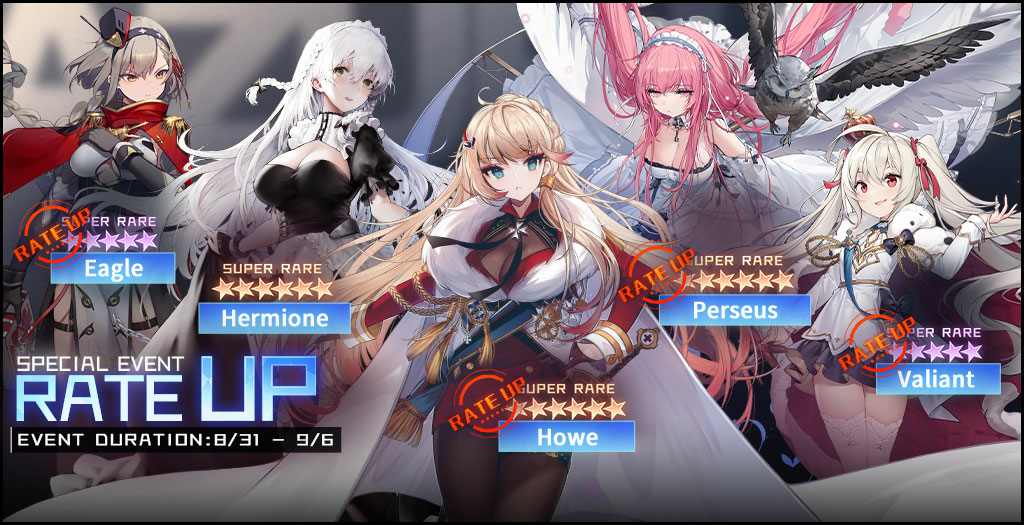 SUPER RARE
RATE UP
Eagle
SUPER RARE
Hermione
SUPER RARE
RATE UP
Perseus
SUPER RARE
RATE UP
Valiant
SUPER RARE
RATE UP
Howe
SPECIAL EVENT
RATE UP
EVENT DURATION:8/31 - 9/6